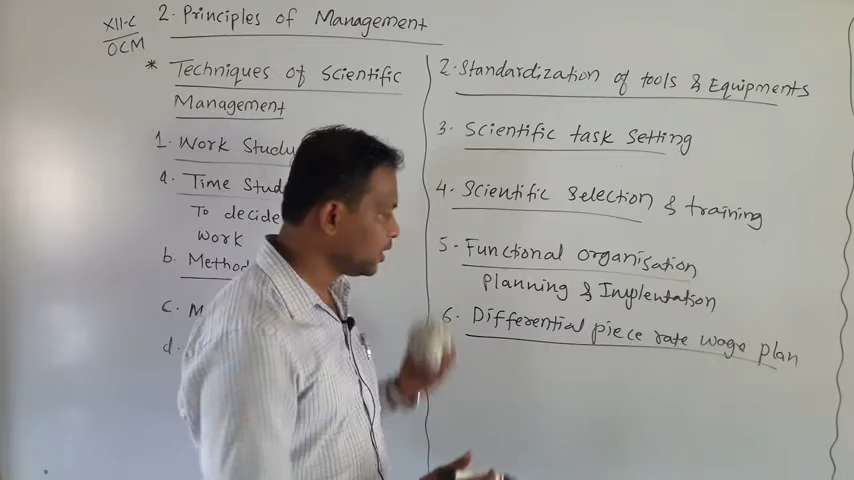 XII-C
OCM
2. Principles of Management
* Techniques of Scientific
Management
1. Work Study
a. Time Stud
To decide
work
b. Method
c. M
d.
2. Standardization of tools & Equipments
3. Scientific task Setting
4. Scientific Selection & training
5. Functional organisation
Planning & Implentation
6. Differential piece rate wage plan